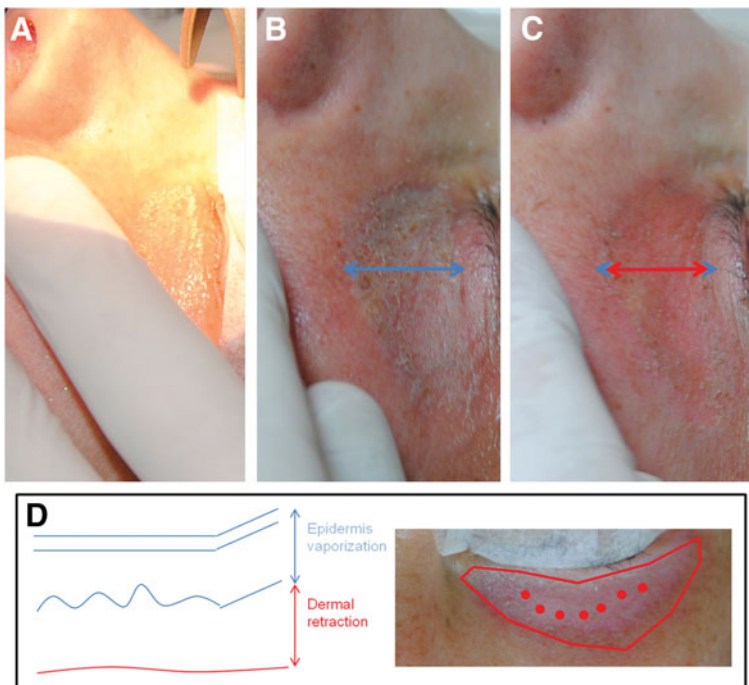 A
B
C
D
Epidermis
vaporization
Dermal
retraction